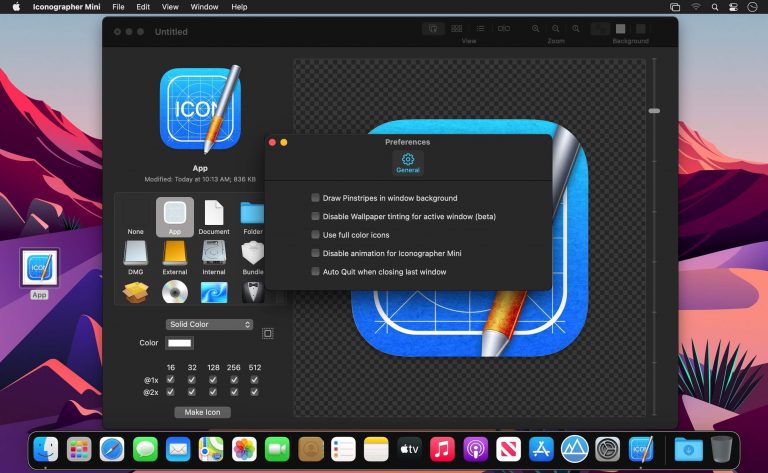 Iconographer Mini File Edit View Window Help
Untitled
View Zoom Background
ICON
App
Modified: Today at 10:13 AM; 836 KB
None App Document Folder
DMG External Internal Bundle
Solid Color
Color
16 32 128 256 512
@1x
@2x
Make Icon
Preferences
General
Draw Pinstripes in window background
Disable Wallpaper tinting for active window (beta)
Use full color icons
Disable animation for Iconographer Mini
Auto Quit when closing last window
ICON
App
tv